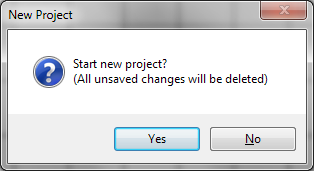 New Project
Start new project?
(All unsaved changes will be deleted)
Yes
No